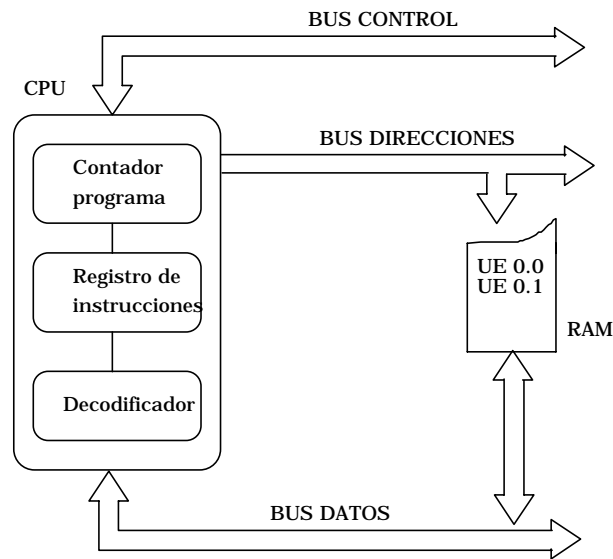 BUS CONTROL
CPU
BUS DIRECCIONES
Contador
programa
UE 0.0
UE 0.1
Registro de
instrucciones
RAM
Decodificador
BUS DATOS